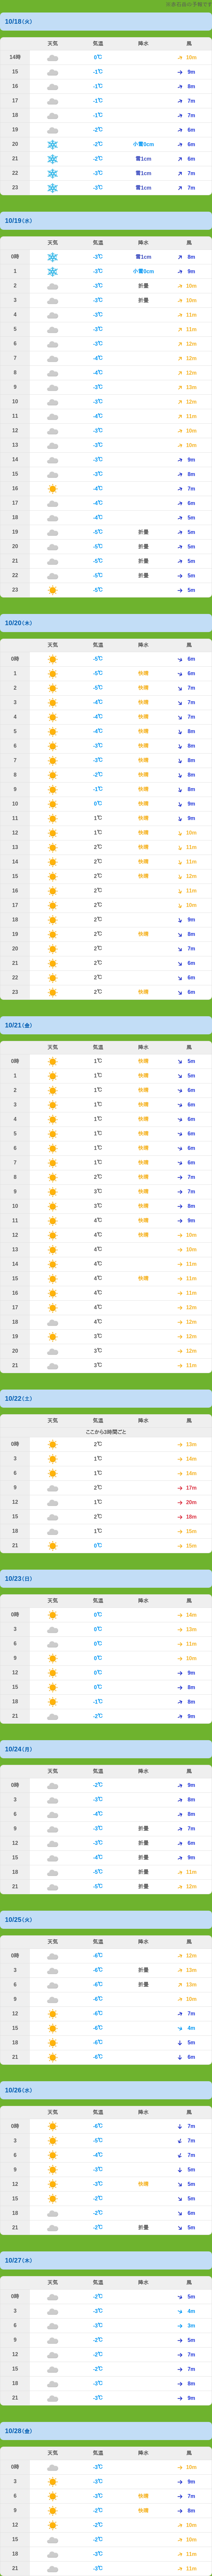 10/18(火)
天気 気温 降水 風
14時 0℃ 10m
15 -1℃ 9m
16 -1℃ 8m
17 -1℃ 7m
18 -1℃ 7m
19 -2℃ 6m
20 -2℃ 小雪0cm 6m
21 -2℃ 雪1cm 6m
22 -3℃ 雪1cm 7m
23 -3℃ 雪1cm 7m
10/19(水)
天気 気温 降水 風
0時 -3℃ 雪1cm 8m
1 -3℃ 小雪0cm 9m
2 -3℃ 折曇 10m
3 -3℃ 折曇 10m
4 -3℃ 11m
5 -3℃ 11m
6 -3℃ 12m
7 -4℃ 12m
8 -4℃ 12m
9 -3℃ 13m
10 -3℃ 12m
11 -4℃ 11m
12 -3℃ 10m
13 -3℃ 10m
14 -3℃ 9m
15 -3℃ 8m
16 -4℃ 7m
17 -4℃ 6m
18 -4℃ 5m
19 -5℃ 折曇 5m
20 -5℃ 折曇 5m
21 -5℃ 折曇 5m
22 -5℃ 折曇 5m
23 -5℃ 5m
10/20(木)
天気 気温 降水 風
0時 -5℃ 6m
1 -5℃ 快晴 6m
2 -5℃ 快晴 7m
3 -4℃ 快晴 7m
4 -4℃ 快晴 7m
5 -4℃ 快晴 8m
6 -3℃ 快晴 8m
7 -3℃ 快晴 8m
8 -2℃ 快晴 8m
9 -1℃ 快晴 9m
10 0℃ 快晴 9m
11 1℃ 快晴 9m
12 1℃ 快晴 10m
13 2℃ 快晴 11m
14 2℃ 快晴 11m
15 2℃ 快晴 12m
16 2℃ 11m
17 2℃ 10m
18 2℃ 9m
19 2℃ 快晴 8m
20 2℃ 7m
21 2℃ 6m
22 2℃ 6m
23 2℃ 快晴 6m
10/21(金)
天気 気温 降水 風
0時 1℃ 快晴 5m
1 1℃ 快晴 5m
2 1℃ 快晴 6m
3 1℃ 快晴 6m
4 1℃ 快晴 6m
5 1℃ 快晴 6m
6 1℃ 快晴 6m
7 1℃ 快晴 6m
8 2℃ 快晴 7m
9 3℃ 快晴 7m
10 3℃ 快晴 8m
11 4℃ 快晴 9m
12 4℃ 快晴 10m
13 4℃ 10m
14 4℃ 11m
15 4℃ 快晴 11m
16 4℃ 11m
17 4℃ 12m
18 4℃ 12m
19 3℃ 12m
20 3℃ 12m
21 3℃ 11m
10/22(土)
天気 気温 降水 風
ここから3時間ごと
0時 2℃ 13m
3 1℃ 14m
6 1℃ 14m
9 2℃ 17m
12 1℃ 20m
15 2℃ 18m
18 1℃ 15m
21 0℃ 15m
10/23(日)
天気 気温 降水 風
0時 0℃ 14m
3 0℃ 13m
6 0℃ 11m
9 0℃ 10m
12 0℃ 9m
15 0℃ 8m
18 -1℃ 8m
21 -2℃ 9m
10/24(月)
天気 気温 降水 風
0時 -2℃ 9m
3 -3℃ 8m
6 -4℃ 8m
9 -3℃ 折曇 7m
12 -3℃ 折曇 6m
15 -4℃ 折曇 9m
18 -5℃ 折曇 11m
21 -5℃ 折曇 12m
10/25(火)
天気 気温 降水 風
0時 -6℃ 12m
3 -6℃ 折曇 13m
6 -6℃ 折曇 13m
9 -6℃ 10m
12 -6℃ 7m
15 -6℃ 4m
18 -6℃ 5m
21 -6℃ 6m
10/26(水)
天気 気温 降水 風
0時 -6℃ 7m
3 -5℃ 7m
6 -4℃ 7m
9 -3℃ 5m
12 -3℃ 快晴 5m
15 -2℃ 5m
18 -2℃ 6m
21 -2℃ 折曇 5m
10/27(木)
天気 気温 降水 風
0時 -2℃ 5m
3 -3℃ 4m
6 -3℃ 3m
9 -2℃ 5m
12 -2℃ 7m
15 -2℃ 7m
18 -3℃ 8m
21 -3℃ 9m
10/28(金)
天気 気温 降水 風
0時 -3℃ 10m
3 -3℃ 9m
6 -3℃ 快晴 7m
9 -2℃ 快晴 8m
12 -2℃ 10m
15 -2℃ 10m
18 -3℃ 11m
21 -3℃ 11m